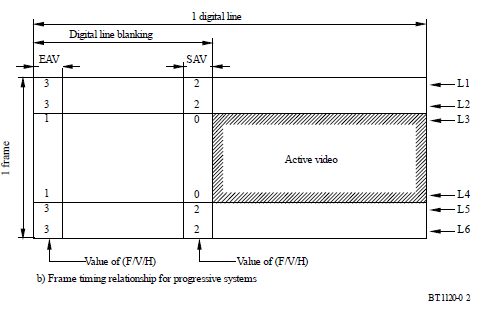 1 digital line
Digital line blanking
EAV
SAV
3 2 L1
3 2 L2
1 0 L3
1 frame
Active video
1 0 L4
3 2 L5
3 2 L6
Value of (F/V/H) Value of (F/V/H)
b) Frame timing relationship for progressive systems
BT.1120-0 2